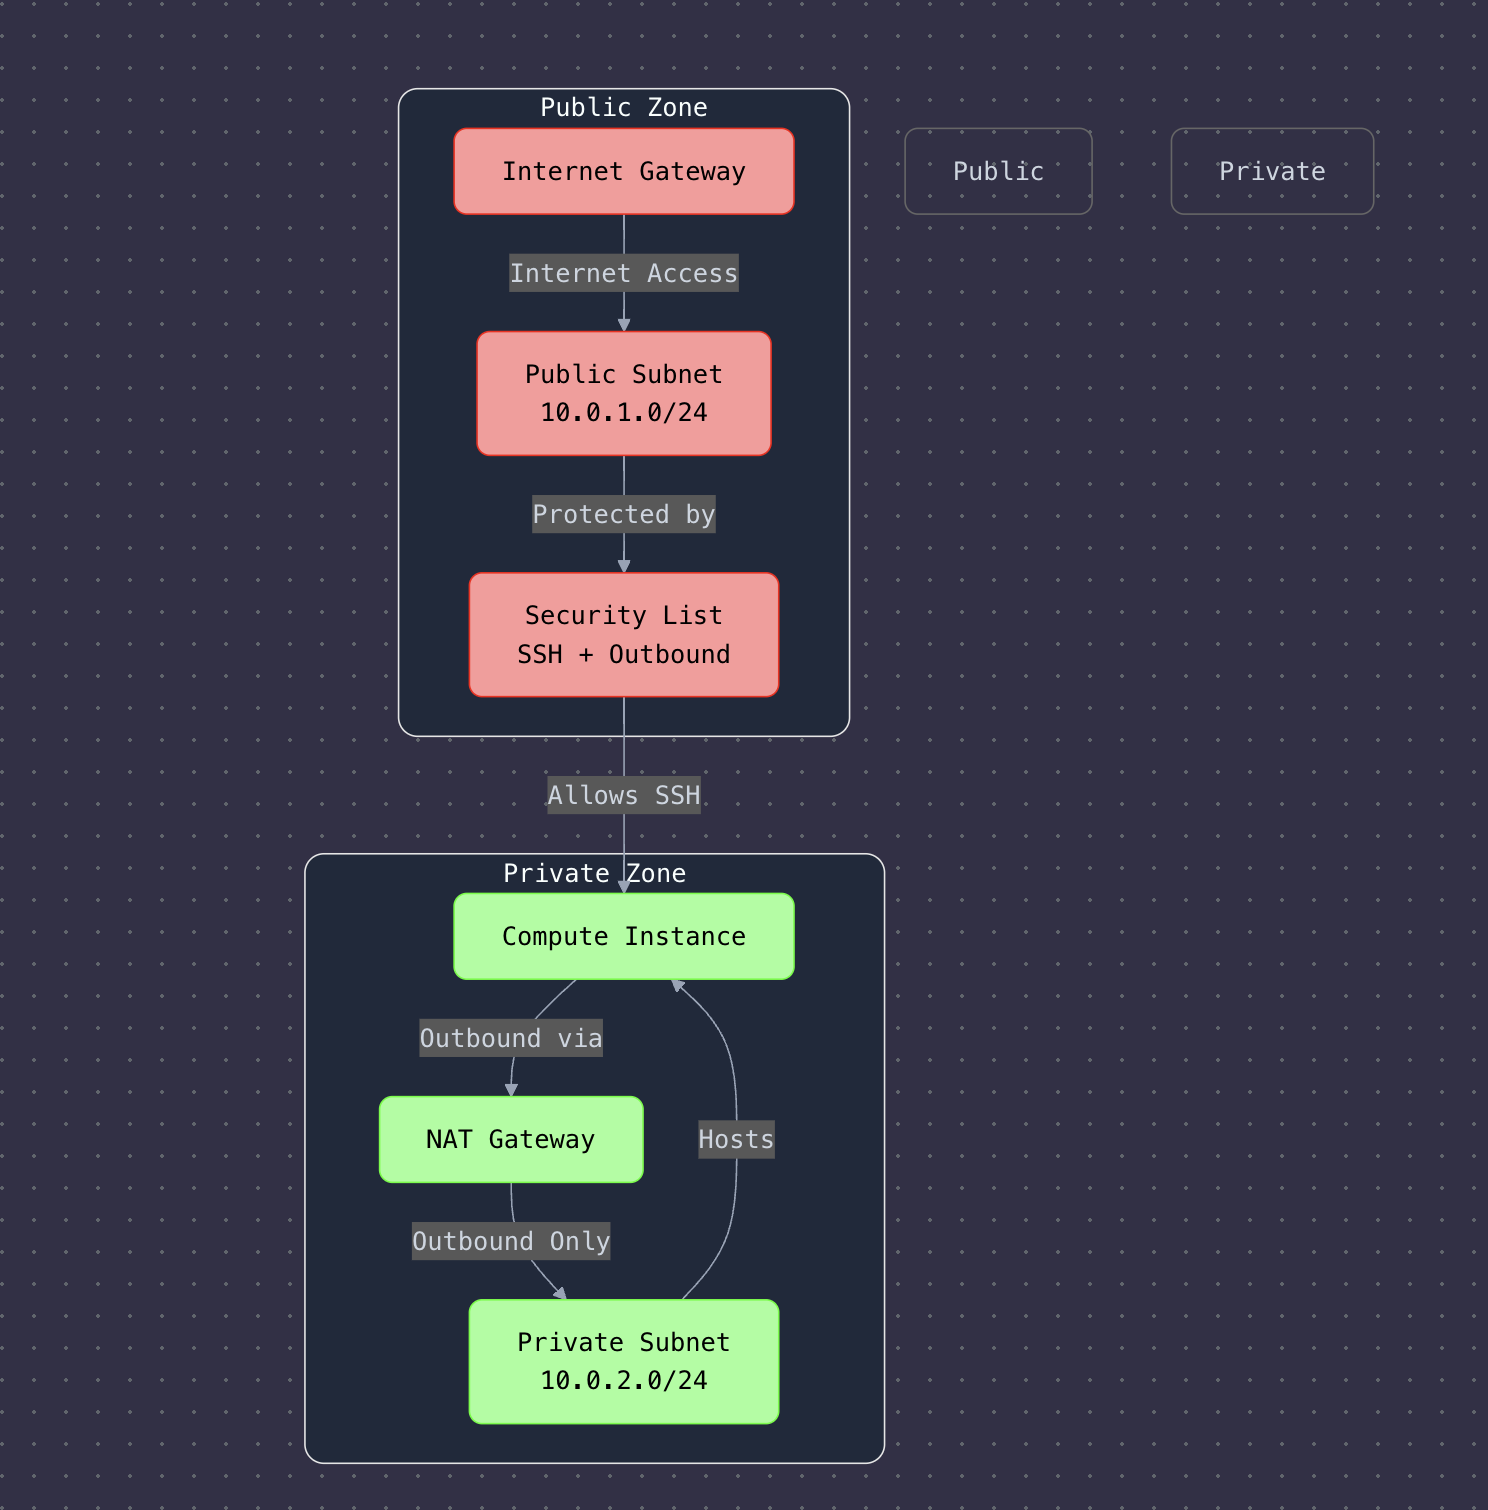 Public Zone
Internet Gateway
Public
Private
Internet Access
Public Subnet
10.0.1.0/24
Protected by
Security List
SSH + Outbound
Allows SSH
Private Zone
Compute Instance
Outbound via
NAT Gateway
Hosts
Outbound Only
Private Subnet
10.0.2.0/24